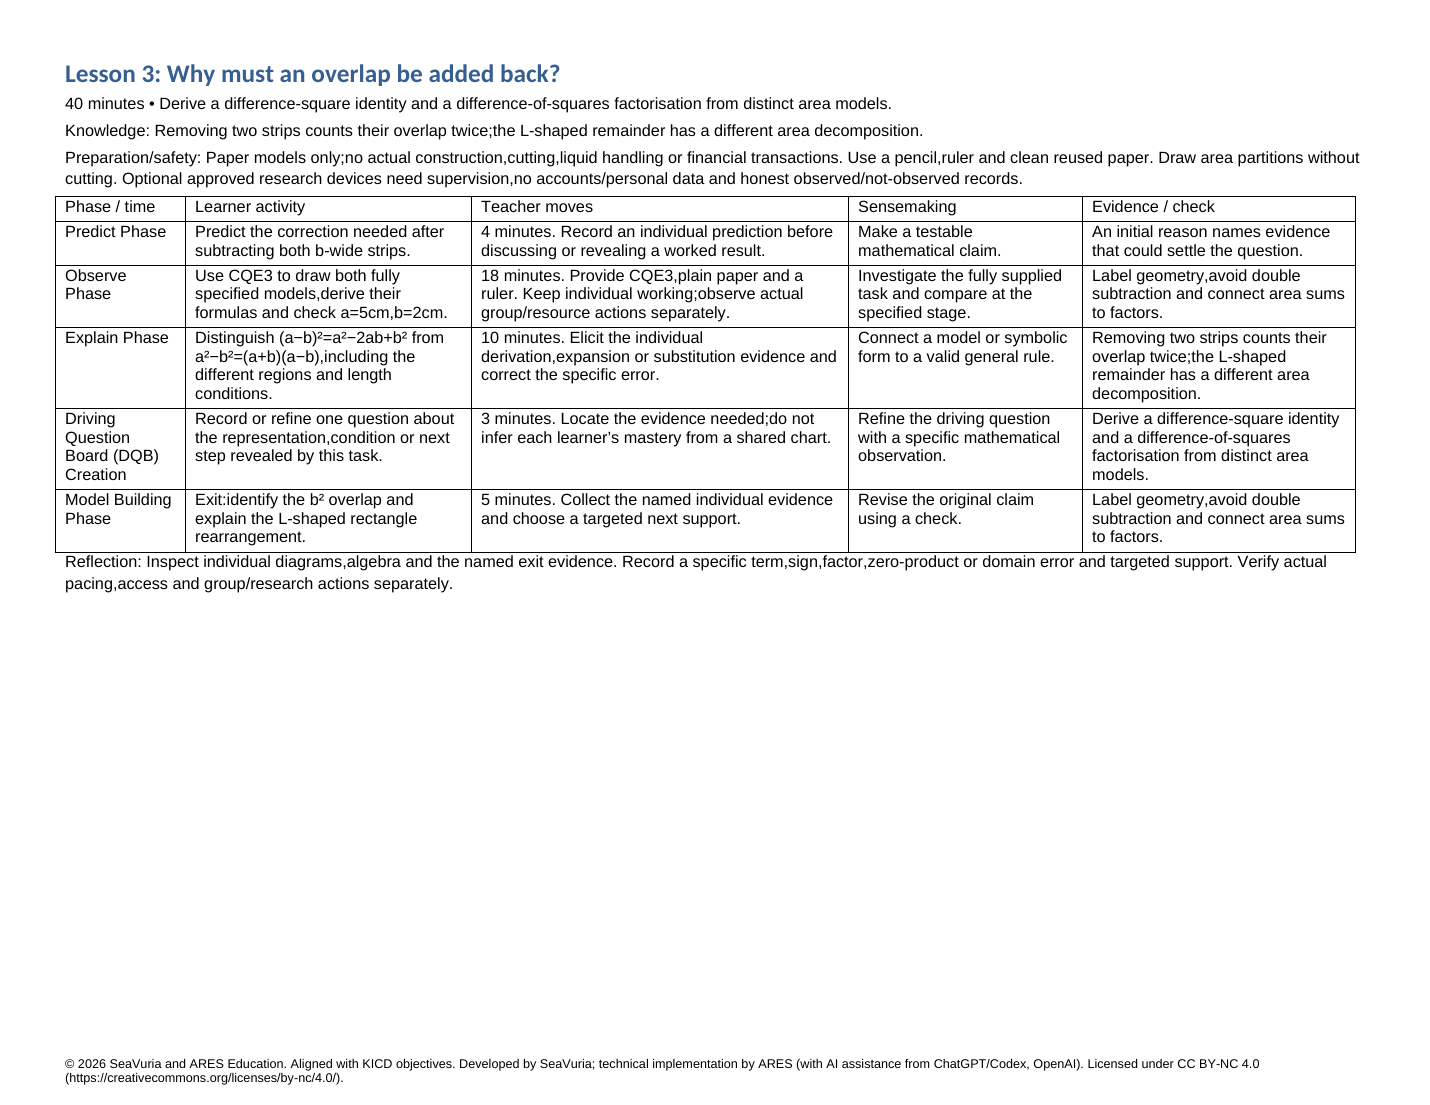 Lesson 3: Why must an overlap be added back?
40 minutes • Derive a difference-square identity and a difference-of-squares factorisation from distinct area models.
Knowledge: Removing two strips counts their overlap twice;the L-shaped remainder has a different area decomposition.
Preparation/safety: Paper models only;no actual construction,cutting,liquid handling or financial transactions. Use a pencil,ruler and clean reused paper. Draw area partitions without
cutting. Optional approved research devices need supervision,no accounts/personal data and honest observed/not-observed records.
Phase / time
Learner activity
Teacher moves
Sensemaking
Evidence / check
Predict Phase
Predict the correction needed after
subtracting both b-wide strips.
4 minutes. Record an individual prediction before
discussing or revealing a worked result.
Make a testable
mathematical claim.
An initial reason names evidence
that could settle the question.
Observe
Phase
Use CQE3 to draw both fully
specified models,derive their
formulas and check a=5cm,b=2cm.
18 minutes. Provide CQE3,plain paper and a
ruler. Keep individual working;observe actual
group/resource actions separately.
Investigate the fully supplied
task and compare at the
specified stage.
Label geometry,avoid double
subtraction and connect area sums
to factors.
Explain Phase
Distinguish (a−b)²=a²−2ab+b² from
a²−b²=(a+b)(a−b),including the
different regions and length
conditions.
10 minutes. Elicit the individual
derivation,expansion or substitution evidence and
correct the specific error.
Connect a model or symbolic
form to a valid general rule.
Removing two strips counts their
overlap twice;the L-shaped
remainder has a different area
decomposition.
Driving
Question
Board (DQB)
Creation
Record or refine one question about
the representation,condition or next
step revealed by this task.
3 minutes. Locate the evidence needed;do not
infer each learner’s mastery from a shared chart.
Refine the driving question
with a specific mathematical
observation.
Derive a difference-square identity
and a difference-of-squares
factorisation from distinct area
models.
Model Building
Phase
Exit:identify the b² overlap and
explain the L-shaped rectangle
rearrangement.
5 minutes. Collect the named individual evidence
and choose a targeted next support.
Revise the original claim
using a check.
Label geometry,avoid double
subtraction and connect area sums
to factors.
Reflection: Inspect individual diagrams,algebra and the named exit evidence. Record a specific term,sign,factor,zero-product or domain error and targeted support. Verify actual
pacing,access and group/research actions separately.
© 2026 SeaVuria and ARES Education. Aligned with KICD objectives. Developed by SeaVuria; technical implementation by ARES (with AI assistance from ChatGPT/Codex, OpenAI). Licensed under CC BY-NC 4.0
(https://creativecommons.org/licenses/by-nc/4.0/).